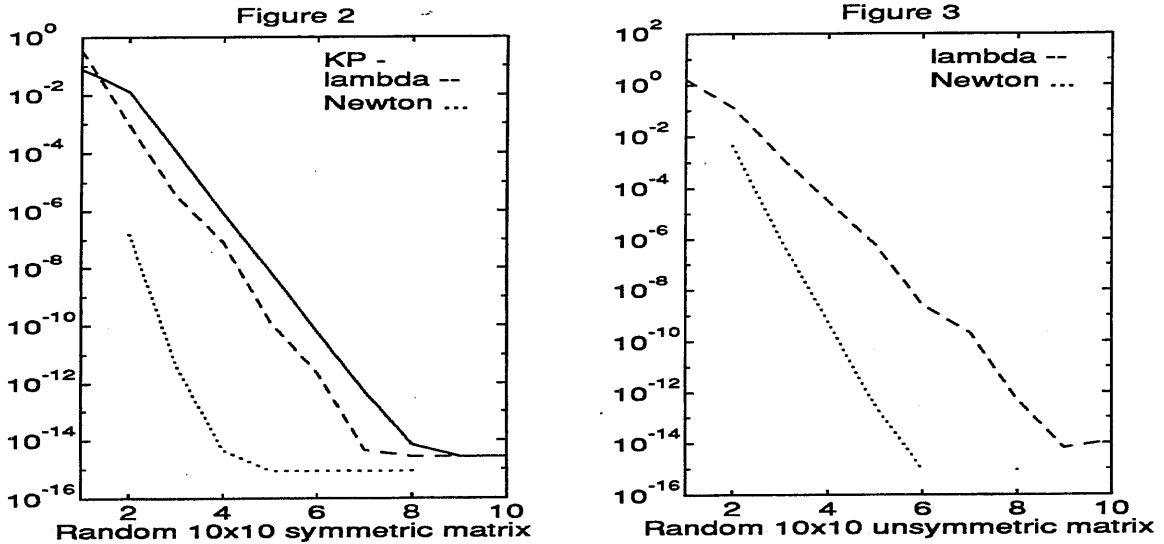 Figure 2
KP -
lambda --
Newton ...
10^0
10^-2
10^-4
10^-6
10^-8
10^-10
10^-12
10^-14
10^-16
2 4 6 8 10
Random 10x10 symmetric matrix
Figure 3
lambda --
Newton ...
10^2
10^0
10^-2
10^-4
10^-6
10^-8
10^-10
10^-12
10^-14
10^-16
2 4 6 8 10
Random 10x10 unsymmetric matrix